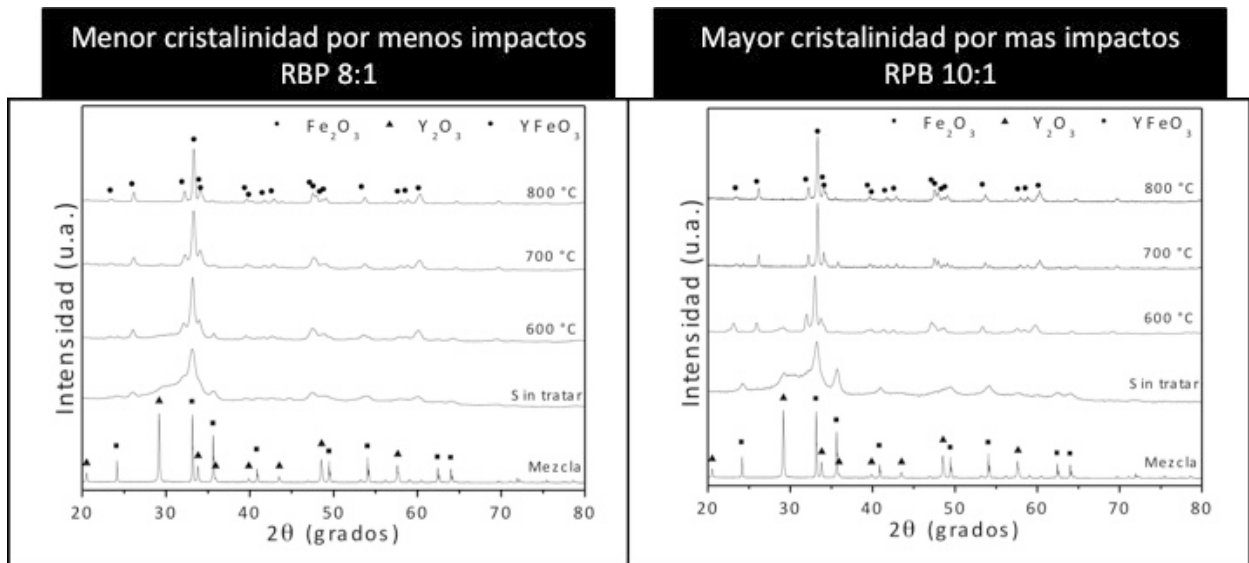 Menor cristalinidad por menos impactos
RBP 8:1
Mayor cristalinidad por mas impactos
RPB 10:1
Fe2O3 Y2O3 YFeO3
800 °C
700 °C
600 °C
Sin tratar
Mezcla
Intensidad (u.a.)
20 30 40 50 60 70 80
2θ (grados)
Fe2O3 Y2O3 YFeO3
800 °C
700 °C
600 °C
Sin tratar
Mezcla
Intensidad (u.a.)
20 30 40 50 60 70 80
2θ (grados)